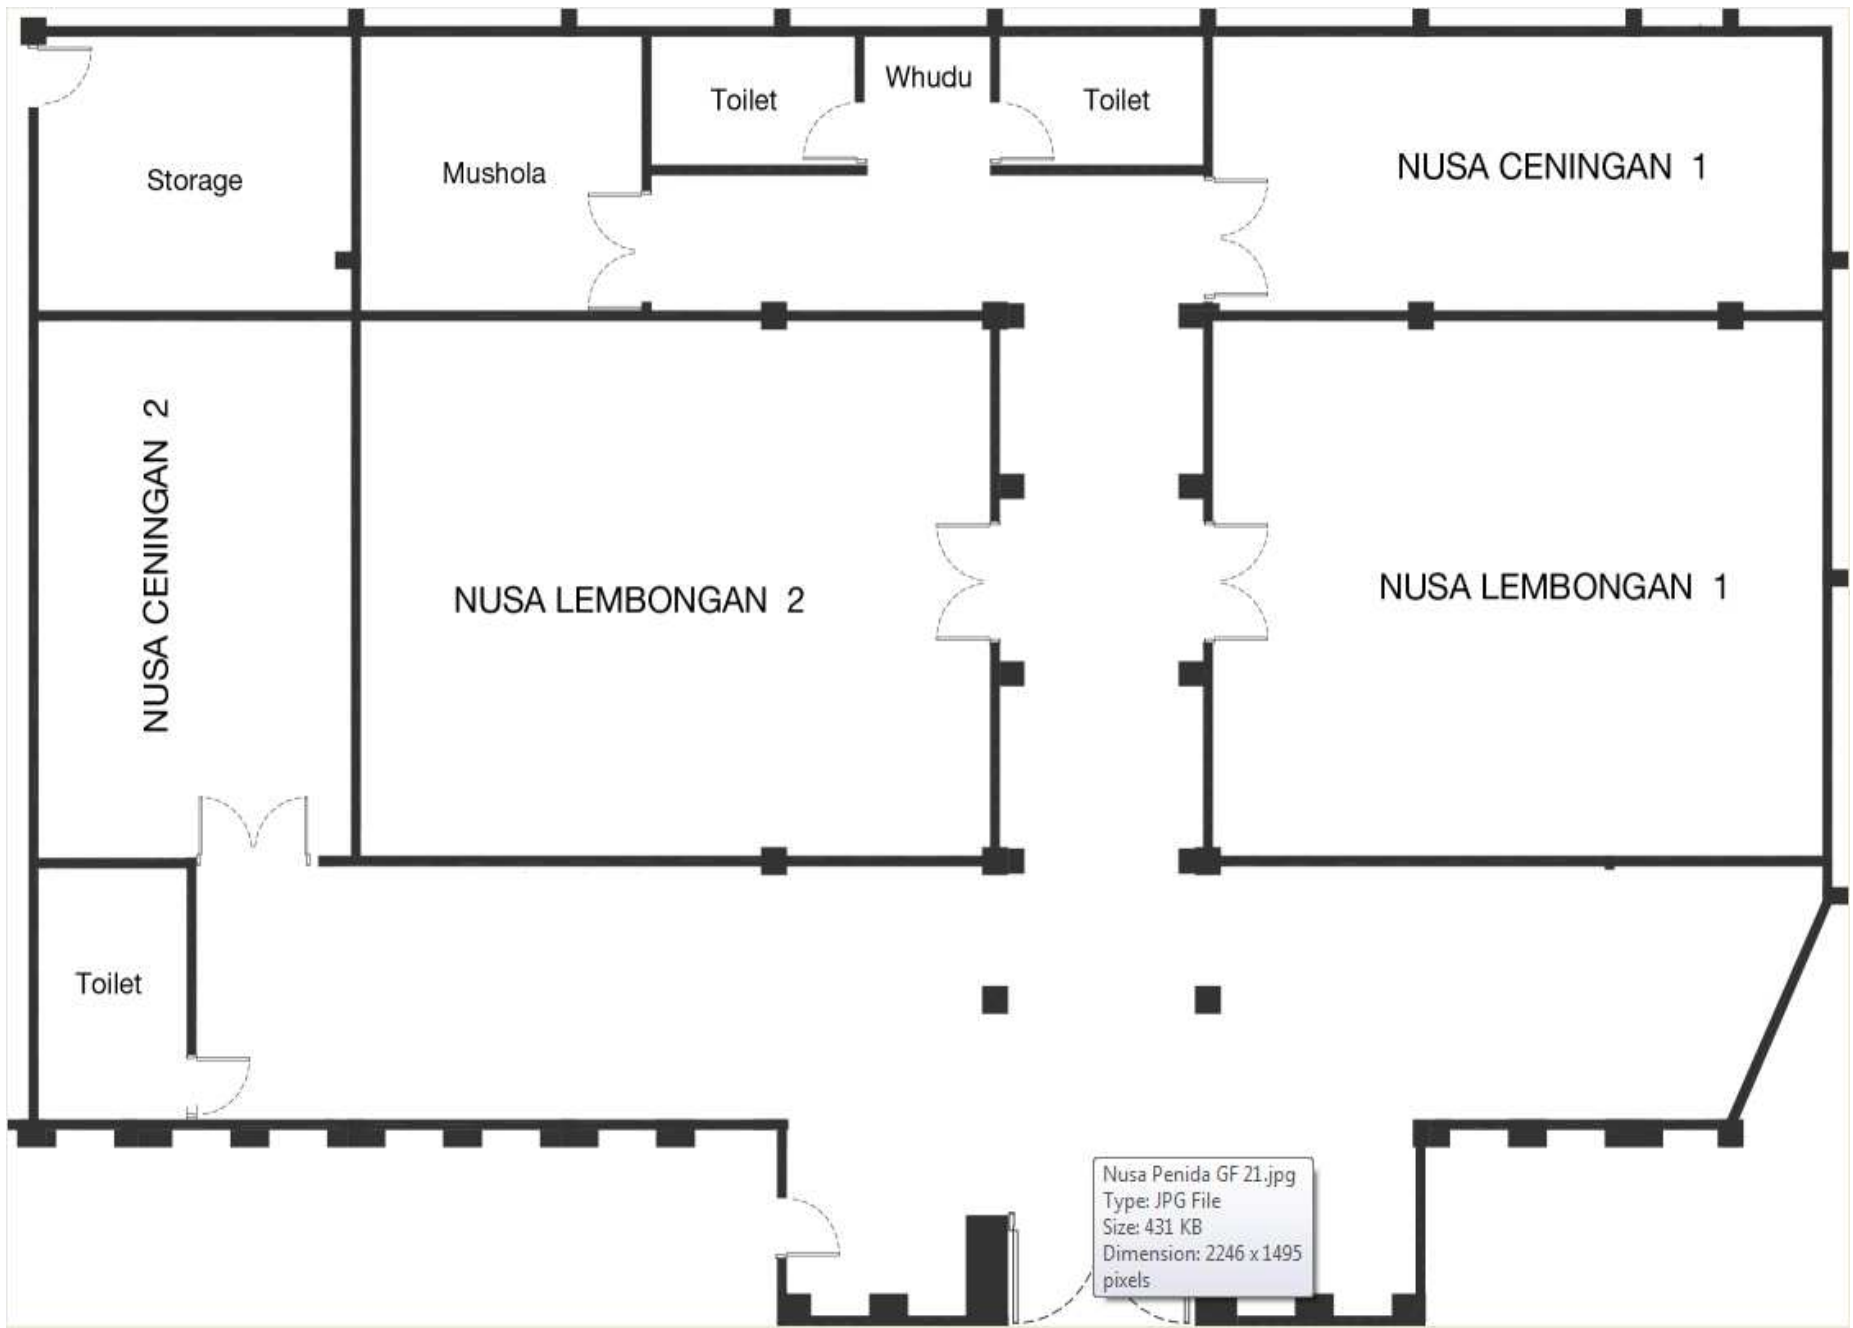 Whudu
Toilet
Toilet
Storage
Mushola
NUSA CENINGAN 1
NUSA CENINGAN 2
NUSA LEMBONGAN 2
NUSA LEMBONGAN 1
Toilet
Nusa Penida GF 21.jpg
Type: JPG File
Size: 431 KB
Dimension: 2246 x 1495
pixels